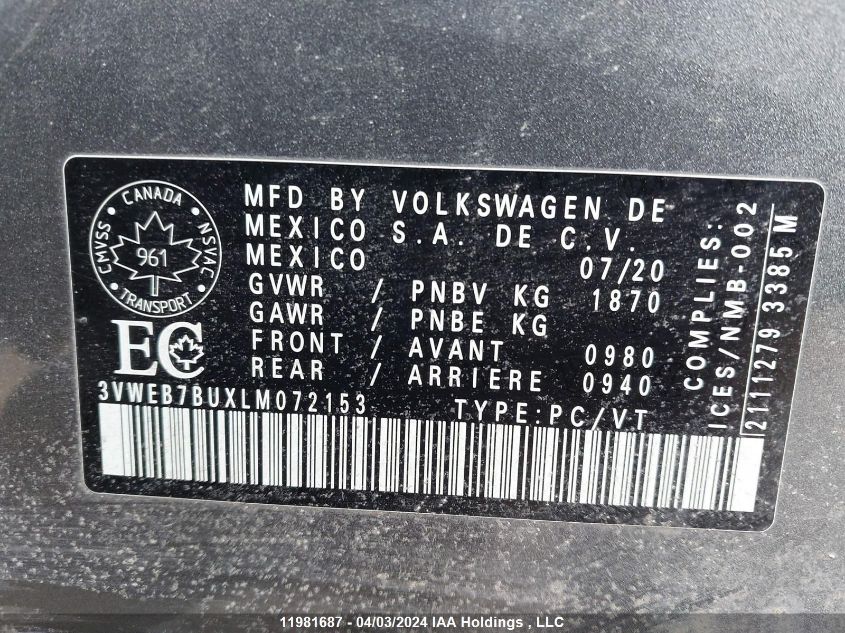 CANADA
CMVSS
NSVAC
961
TRANSPORT
EC
MFD BY VOLKSWAGEN DE
MEXICO S.A. DE C.V.
MEXICO 07/20
GVWR / PNBV KG 1870
GAWR / PNBE KG
FRONT / AVANT 0980
REAR / ARRIERE 0940
3VWEB7BUXLM072153 TYPE:PC/VT
COMPLIES:
ICES/NMB-002
2111279 3385 M
11981687 - 04/03/2024 IAA Holdings , LLC